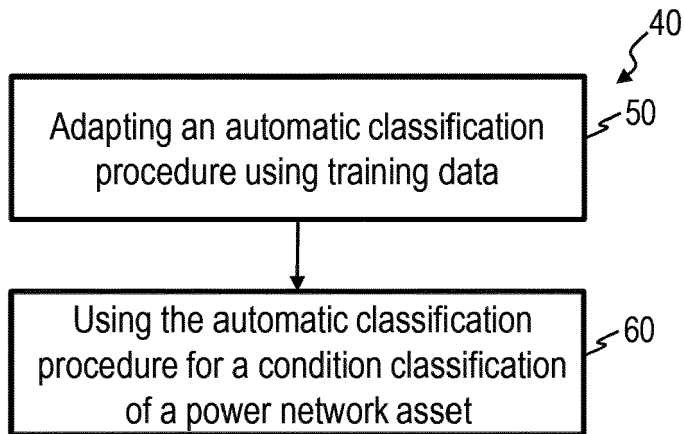 40
Adapting an automatic classification
procedure using training data
50
Using the automatic classification
procedure for a condition classification
of a power network asset
60